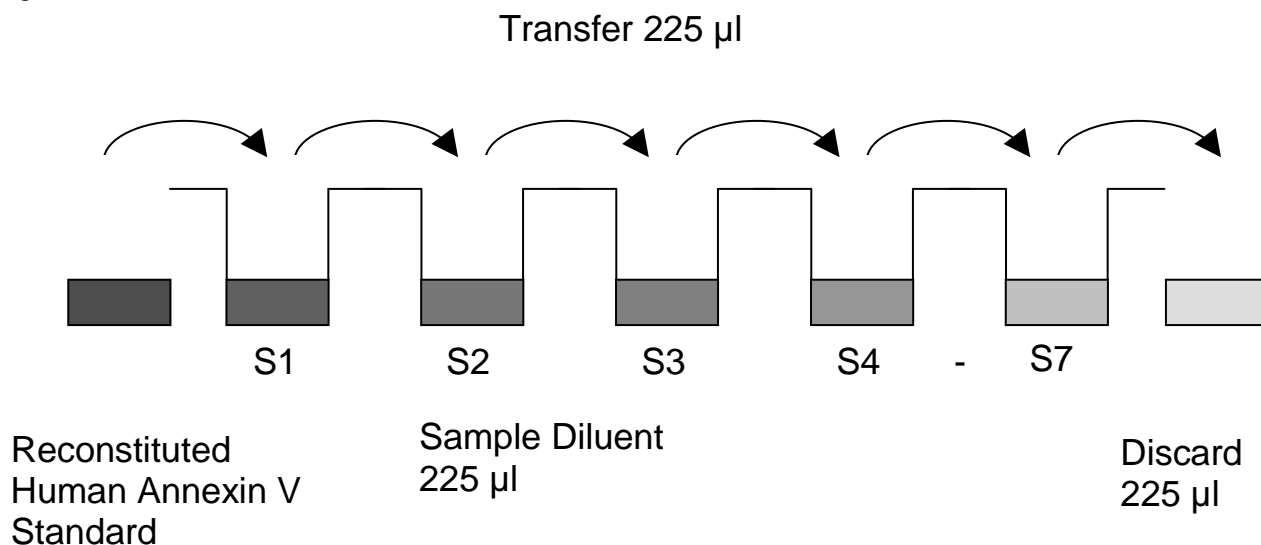 Transfer 225 µl
S1 S2 S3 S4 - S7
Reconstituted
Human Annexin V
Standard
Sample Diluent
225 µl
Discard
225 µl